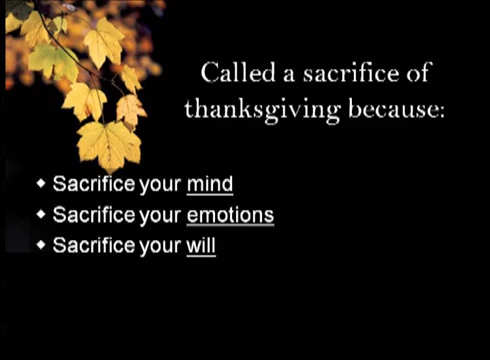 Called a sacrifice of
thanksgiving because:
◆ Sacrifice your mind
◆ Sacrifice your emotions
◆ Sacrifice your will